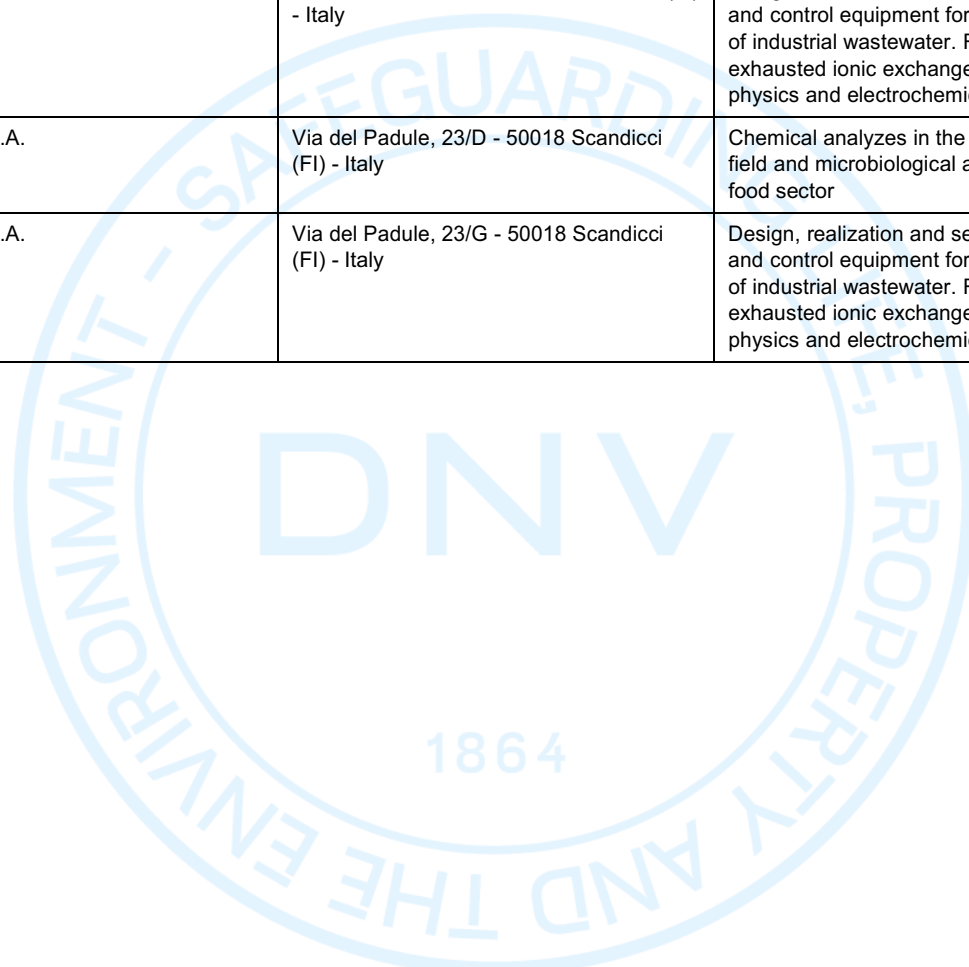 - Italy
and control equipment for
of industrial wastewater.
exhausted ionic exchange
physics and electrochemi
.A.
Via del Padule, 23/D - 50018 Scandicci
(FI) - Italy
Chemical analyzes in the
field and microbiological a
food sector
.A.
Via del Padule, 23/G - 50018 Scandicci
(FI) - Italy
Design, realization and se
and control equipment for
of industrial wastewater.
exhausted ionic exchange
physics and electrochemi
SAFEGUARDING LIFE, PROPERTY AND THE ENVIRONMENT -
DNV
1864